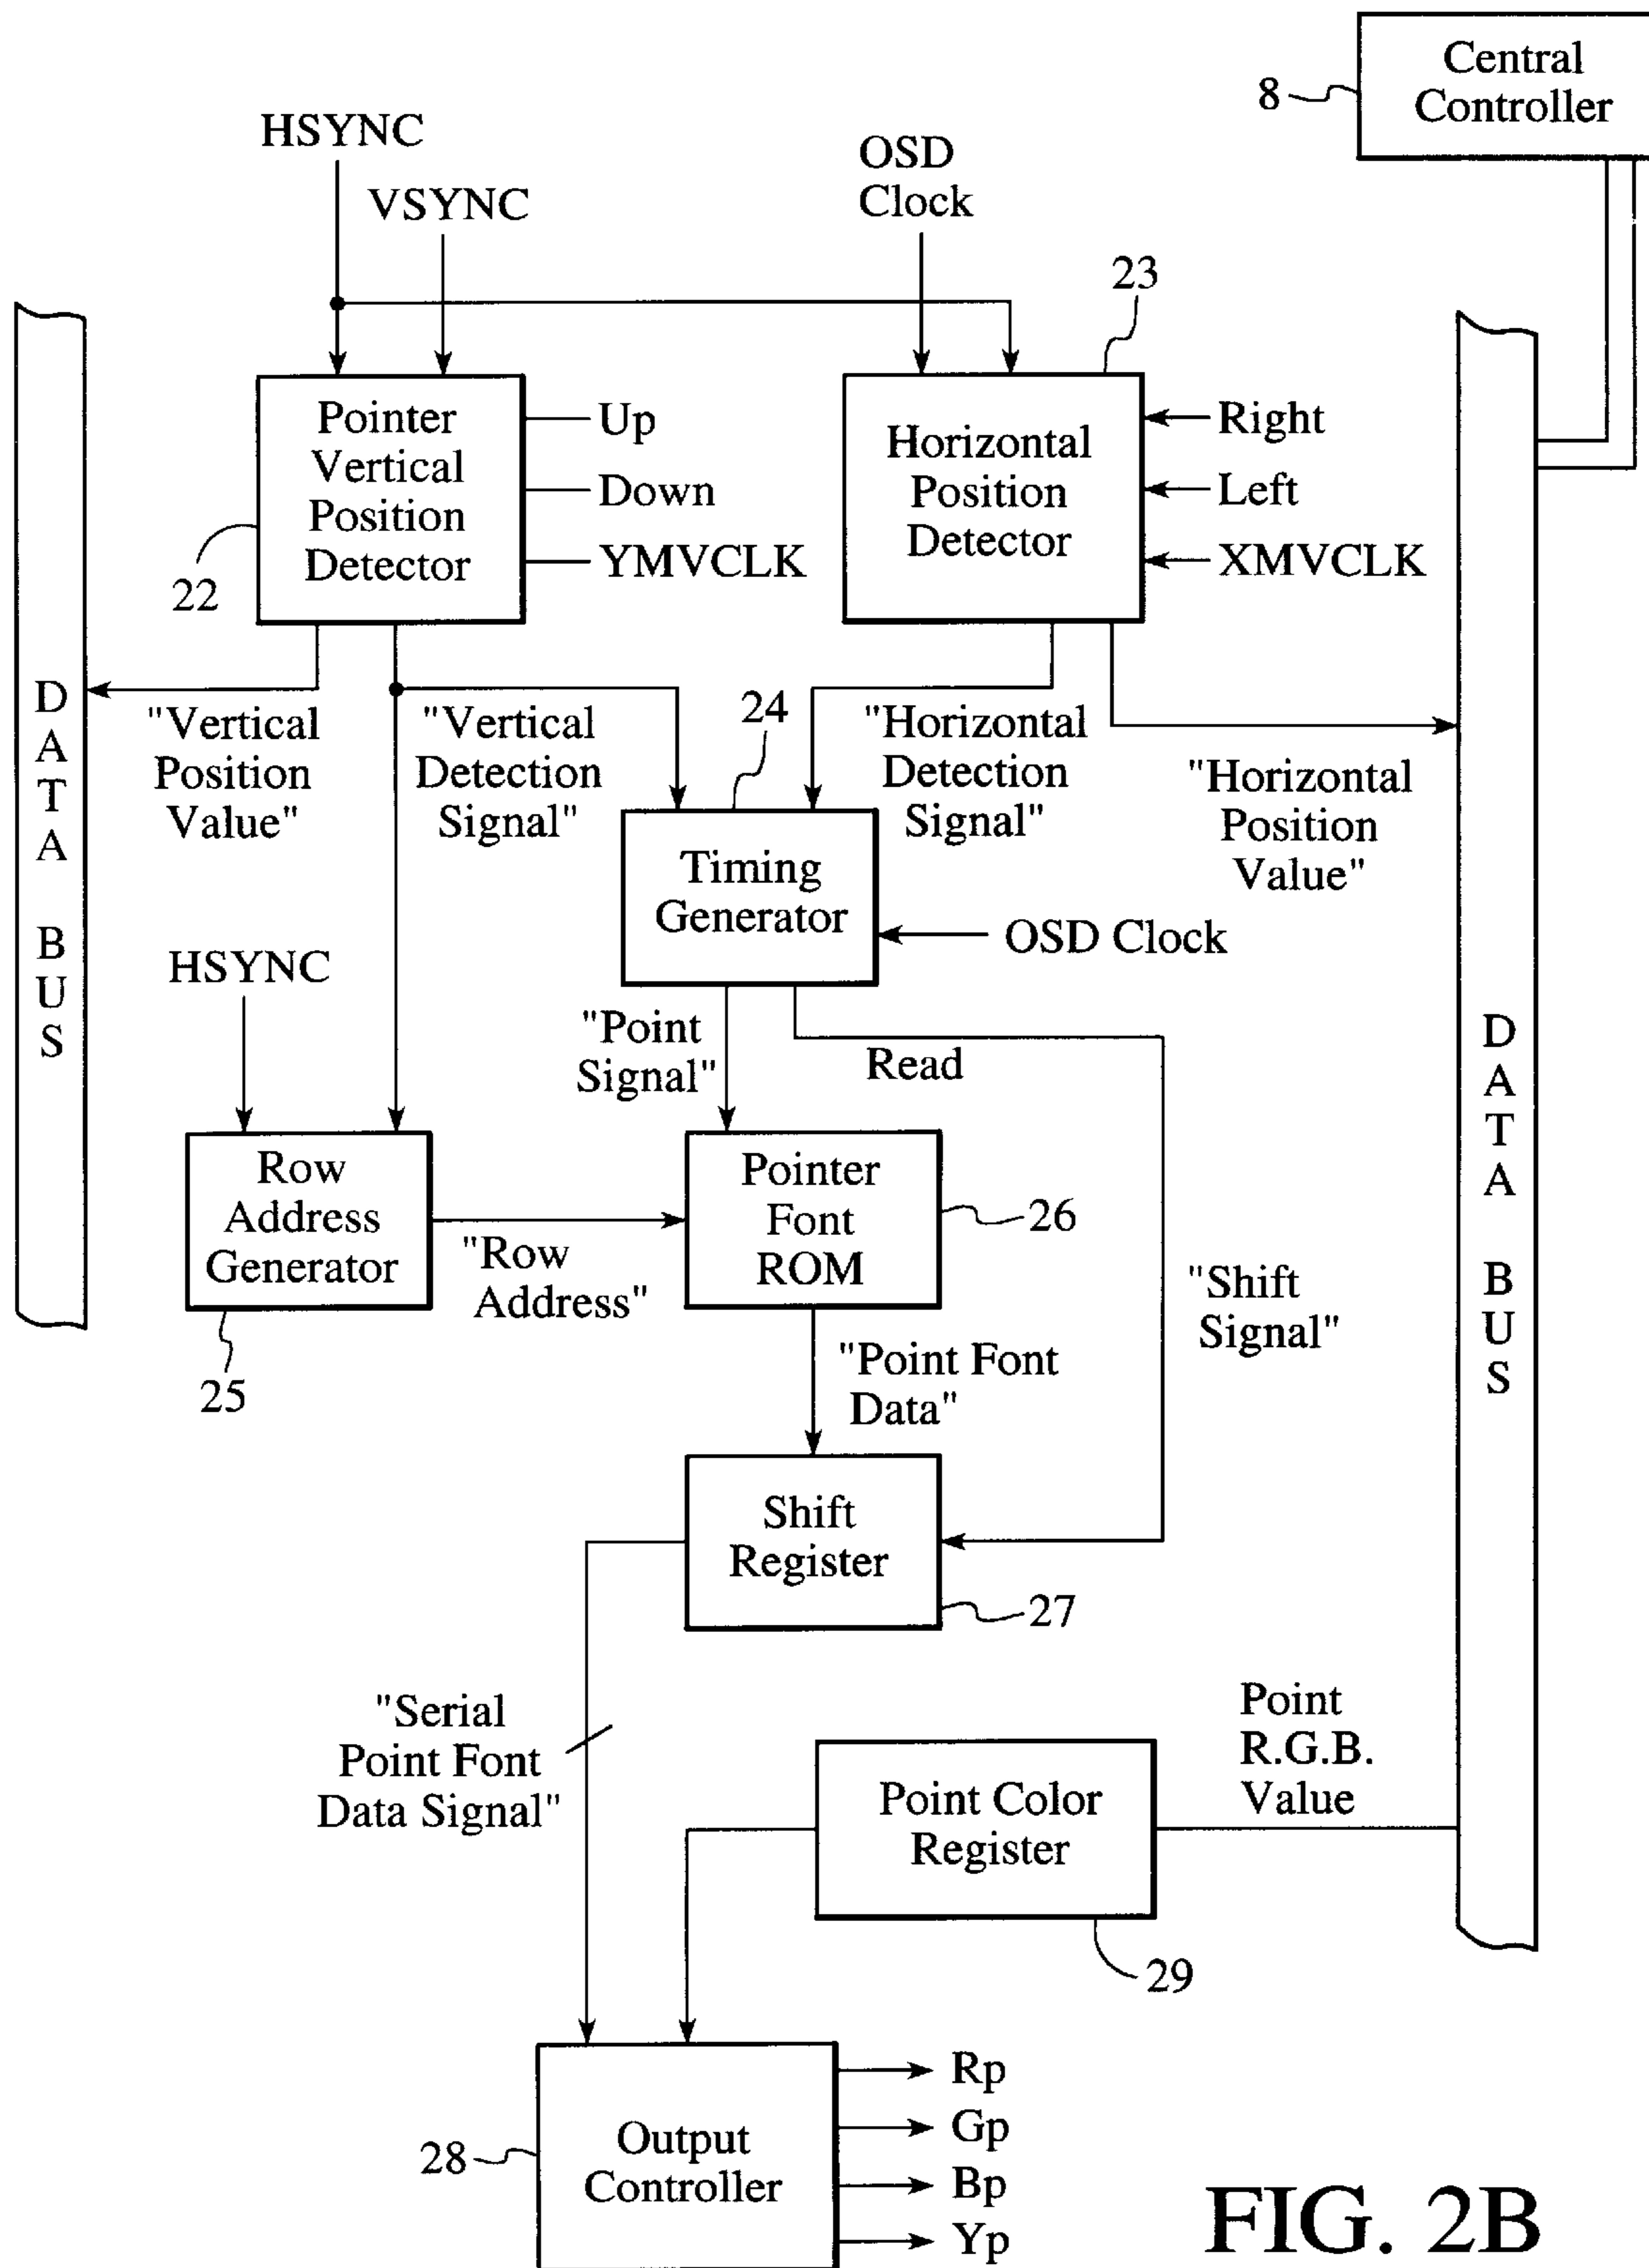 Central
Controller
8
HSYNC
VSYNC
OSD
Clock
23
Pointer
Vertical
Position
Detector
22
Up
Down
YMVCLK
Horizontal
Position
Detector
Right
Left
XMVCLK
DATA BUS
"Vertical
Position
Value"
"Vertical
Detection
Signal"
24
"Horizontal
Detection
Signal"
"Horizontal
Position
Value"
Timing
Generator
OSD Clock
HSYNC
"Point
Signal"
Read
DATA BUS
Row
Address
Generator
25
"Row
Address"
Pointer
Font
ROM
26
"Shift
Signal"
"Point Font
Data"
Shift
Register
27
"Serial
Point Font
Data Signal"
Point
R.G.B.
Value
Point Color
Register
29
Output
Controller
28
Rp
Gp
Bp
Yp
FIG. 2B